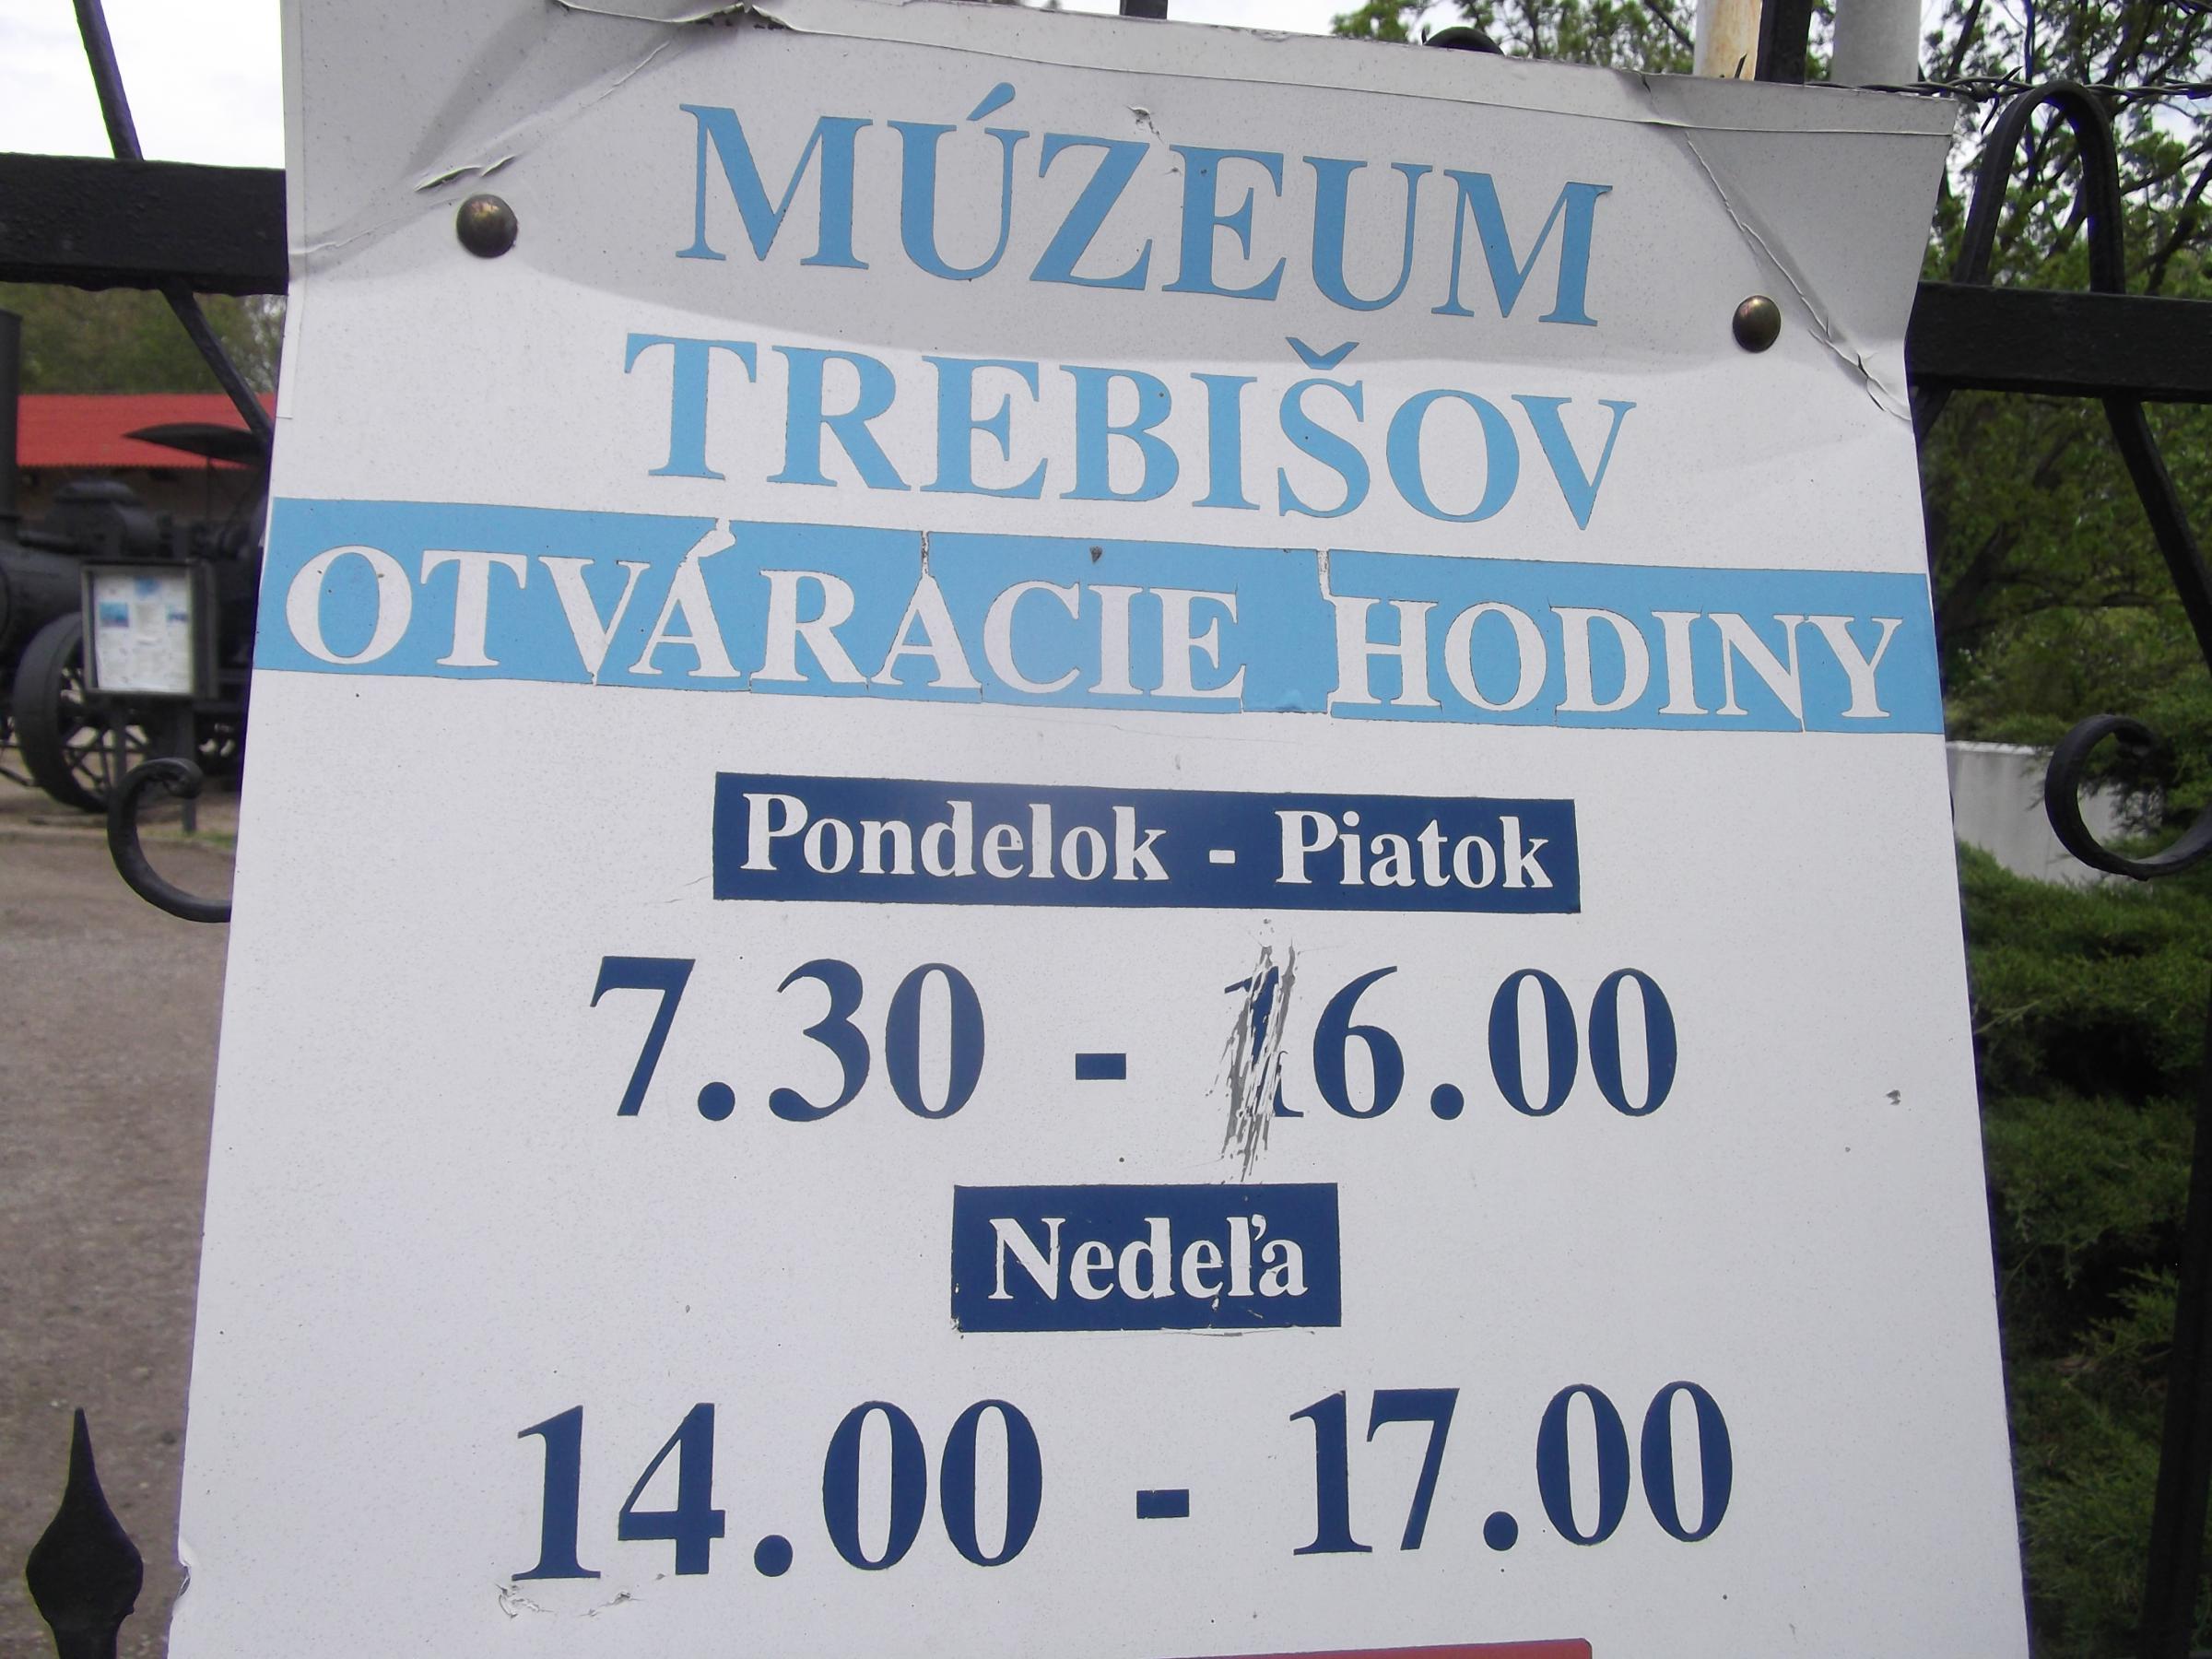 MÚZEUM
TREBIŠOV
OTVÁRACIE HODINY
Pondelok - Piatok
7.30 - 16.00
Nedeľa
14.00 - 17.00